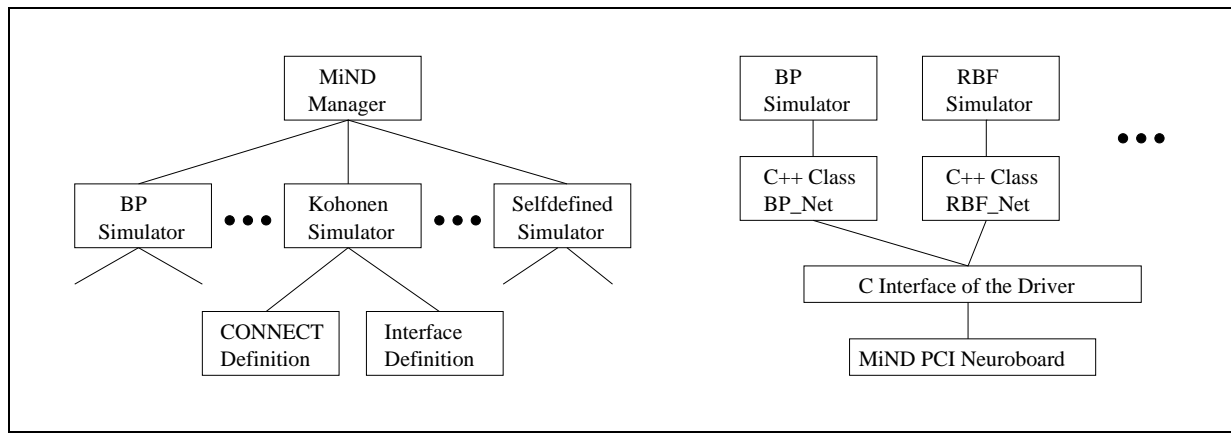 MiND
Manager
BP
Simulator
Kohonen
Simulator
Selfdefined
Simulator
CONNECT
Definition
Interface
Definition
BP
Simulator
RBF
Simulator
C++ Class
BP_Net
C++ Class
RBF_Net
C Interface of the Driver
MiND PCI Neuroboard